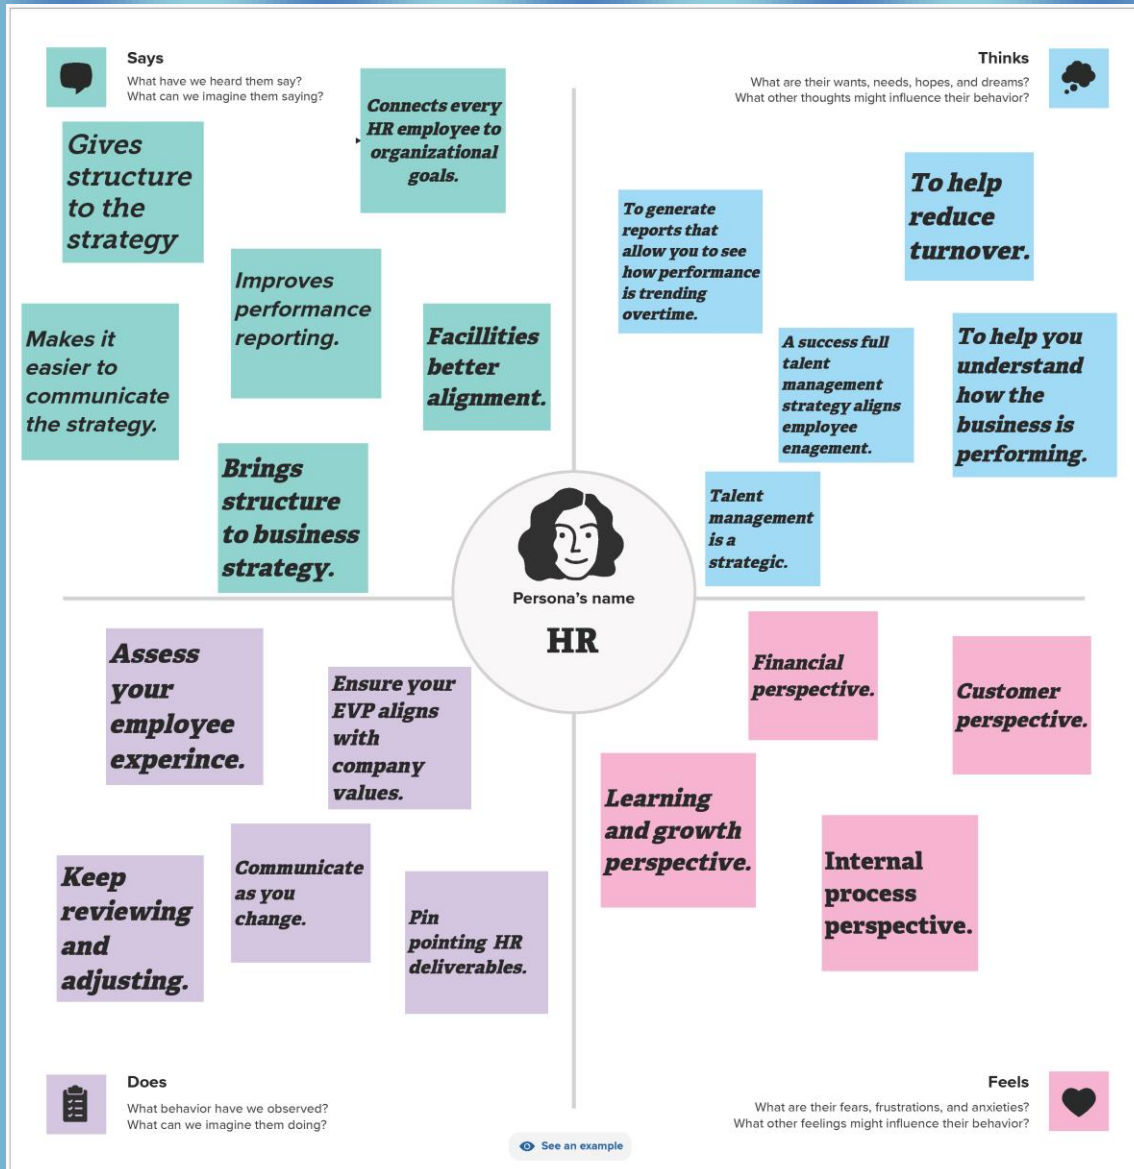 Says
What have we heard them say?
What can we imagine them saying?
Connects every
HR employee to
organizational
goals.
Gives
structure
to the
strategy
Improves
performance
reporting.
Makes it
easier to
communicate
the strategy.
Facillities
better
alignment.
Brings
structure
to business
strategy.
Thinks
What are their wants, needs, hopes, and dreams?
What other thoughts might influence their behavior?
To help
reduce
turnover.
To generate
reports that
allow you to see
how performance
is trending
overtime.
A success full
talent
management
strategy aligns
employee
enagement.
To help you
understand
how the
business is
performing.
Talent
management
is a
strategic.
Persona's name
HR
Assess
your
employee
experince.
Ensure your
EVP aligns
with
company
values.
Keep
reviewing
and
adjusting.
Communicate
as you
change.
Pin
pointing HR
deliverables.
Does
What behavior have we observed?
What can we imagine them doing?
Financial
perspective.
Customer
perspective.
Learning
and growth
perspective.
Internal
process
perspective.
Feels
What are their fears, frustrations, and anxieties?
What other feelings might influence their behavior?
See an example